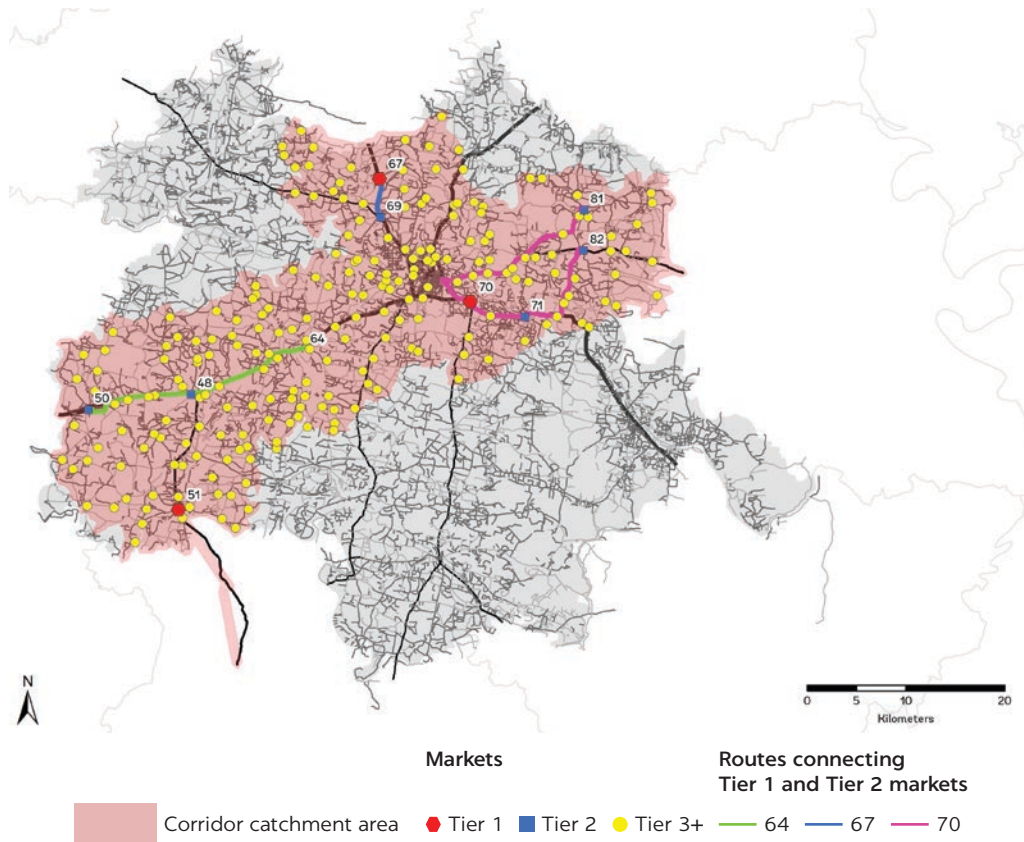 67
81
69
82
70
71
64
48
50
51
N
0 5 10 20
Kilometers
Markets
Routes connecting
Tier 1 and Tier 2 markets
Corridor catchment area Tier 1 Tier 2 Tier 3+ 64 67 70